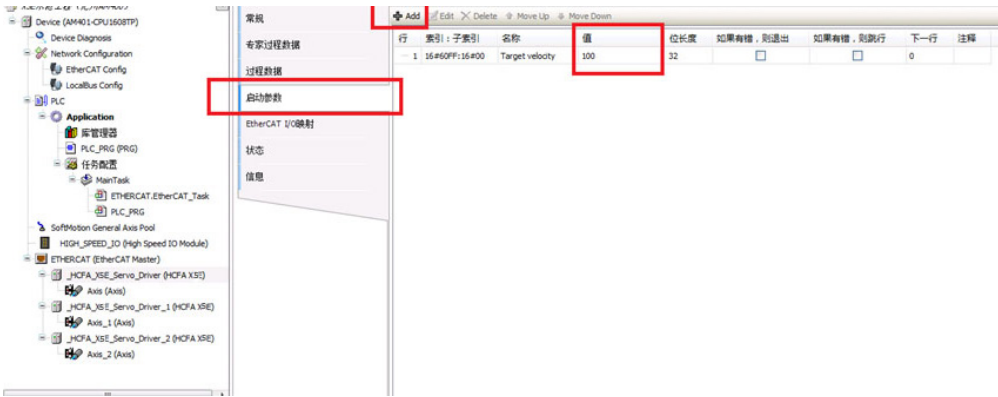 Device (AM401-CPU1608TP)
Device Diagnosis
Network Configuration
EtherCAT Config
LocalBus Config
PLC
Application
库管理器
PLC_PRG (PRG)
任务配置
MainTask
ETHERCAT.EtherCAT_Task
PLC_PRG
SoftMotion General Axis Pool
HIGH_SPEED_IO (High Speed IO Module)
ETHERCAT (EtherCAT Master)
_HCFA_X5E_Servo_Driver (HCFA X5E)
Axis (Axis)
_HCFA_X5E_Servo_Driver_1 (HCFA X5E)
Axis_1 (Axis)
_HCFA_X5E_Servo_Driver_2 (HCFA X5E)
Axis_2 (Axis)
常规
专家过程数据
过程数据
启动参数
EtherCAT I/O映射
状态
信息
Add Edit Delete Move Up Move Down
行 索引:子索引 名称 值 位长度 如果有错,则退出 如果有错,则跳行 下一行 注释
1 16#60FF:16#00 Target velocity 100 32 0